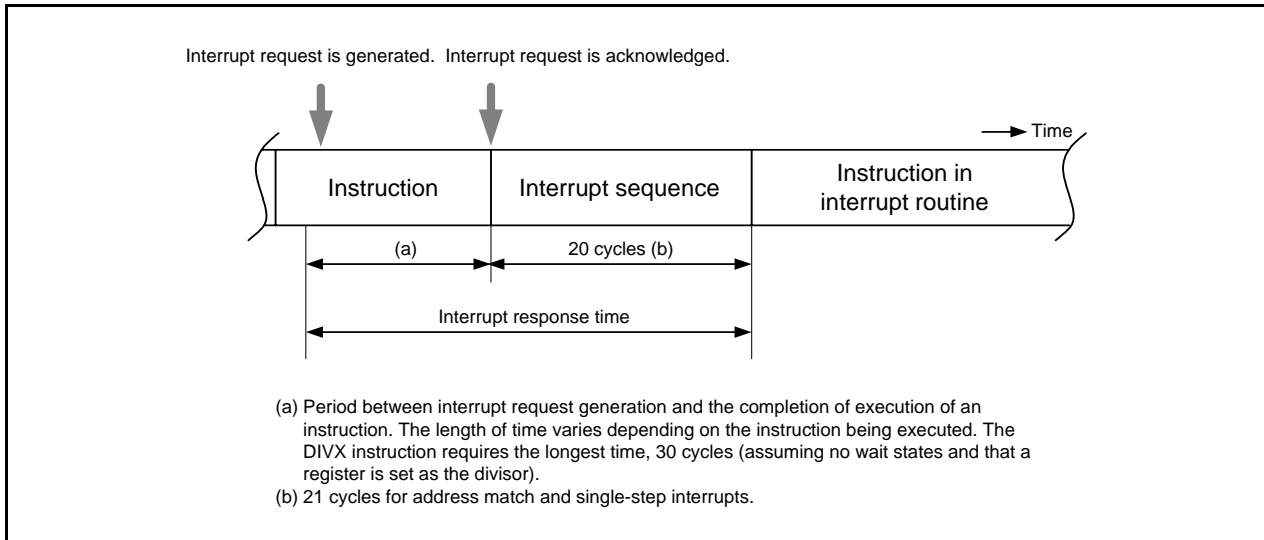 Interrupt request is generated. Interrupt request is acknowledged.
Time
Instruction
Interrupt sequence
Instruction in
interrupt routine
(a)
20 cycles (b)
Interrupt response time
(a) Period between interrupt request generation and the completion of execution of an
instruction. The length of time varies depending on the instruction being executed. The
DIVX instruction requires the longest time, 30 cycles (assuming no wait states and that a
register is set as the divisor).
(b) 21 cycles for address match and single-step interrupts.